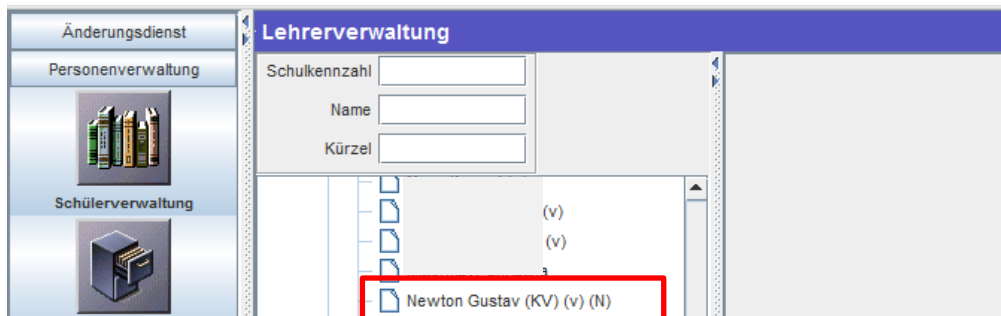 Änderungsdienst
Personenverwaltung
Schülerverwaltung
Lehrerverwaltung
Schulkennzahl
Name
Kürzel
(v)
(v)
Newton Gustav (KV) (v) (N)